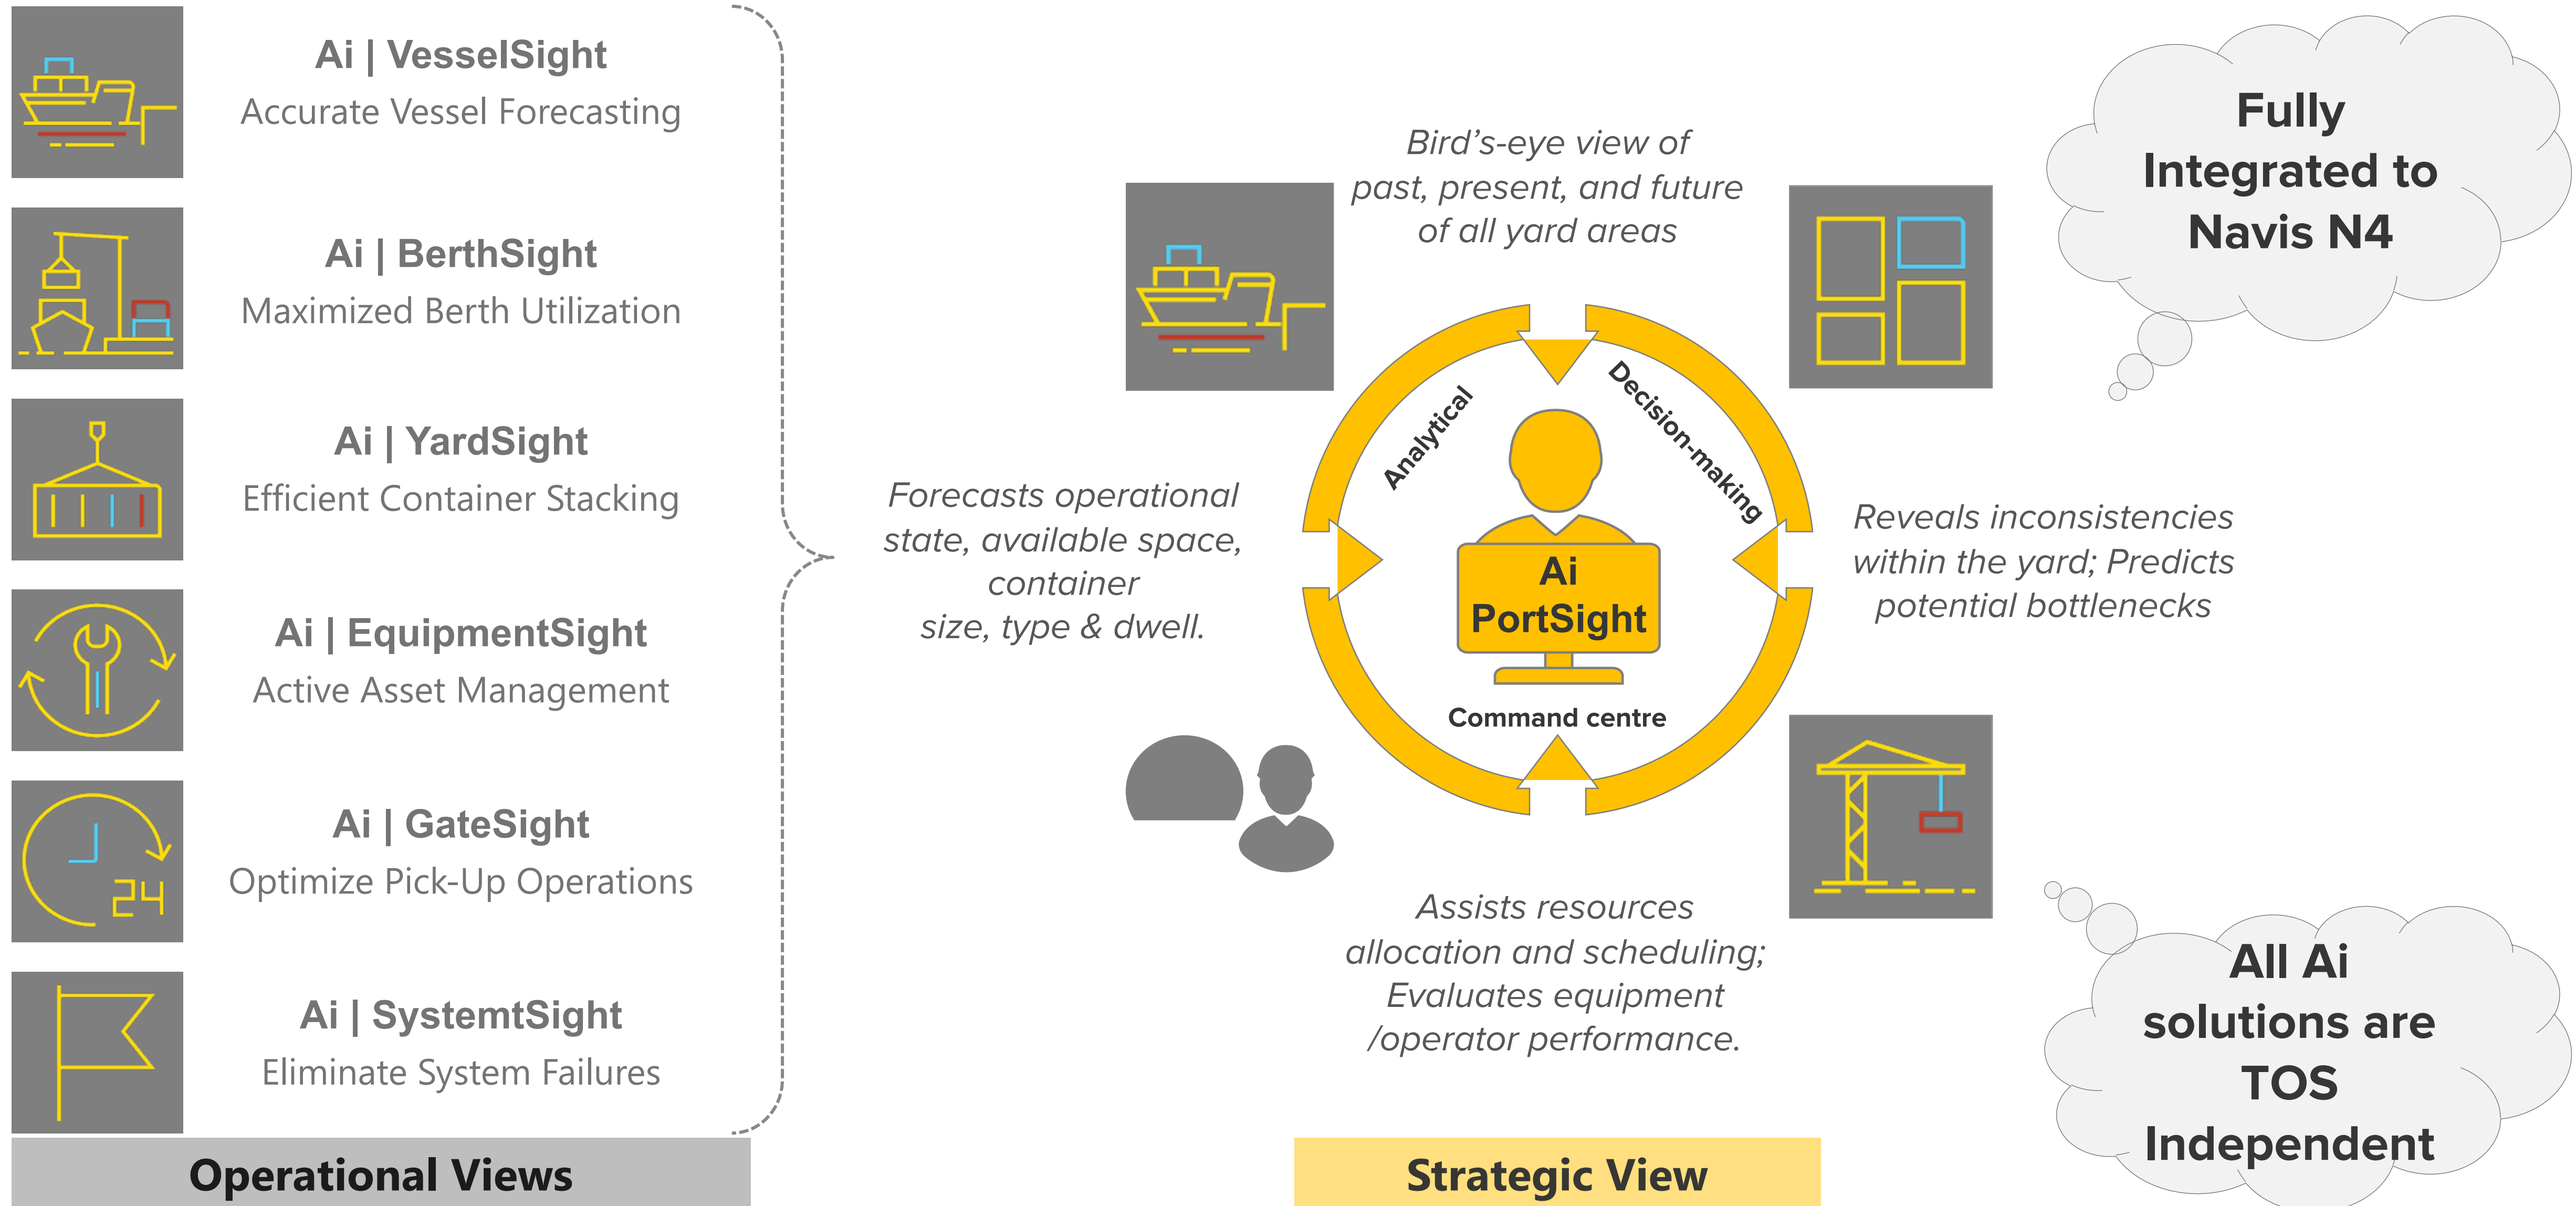 Ai | VesselSight
Accurate Vessel Forecasting
Ai | BerthSight
Maximized Berth Utilization
Ai | YardSight
Efficient Container Stacking
Ai | EquipmentSight
Active Asset Management
Ai | GateSight
Optimize Pick-Up Operations
24
Ai | SystemtSight
Eliminate System Failures
Operational Views
Bird’s-eye view of
past, present, and future
of all yard areas
Forecasts operational
state, available space,
container
size, type & dwell.
Analytical
Decision-making
Ai
PortSight
Command centre
Reveals inconsistencies
within the yard; Predicts
potential bottlenecks
Assists resources
allocation and scheduling;
Evaluates equipment
/operator performance.
Strategic View
Fully
Integrated to
Navis N4
All Ai
solutions are
TOS
Independent